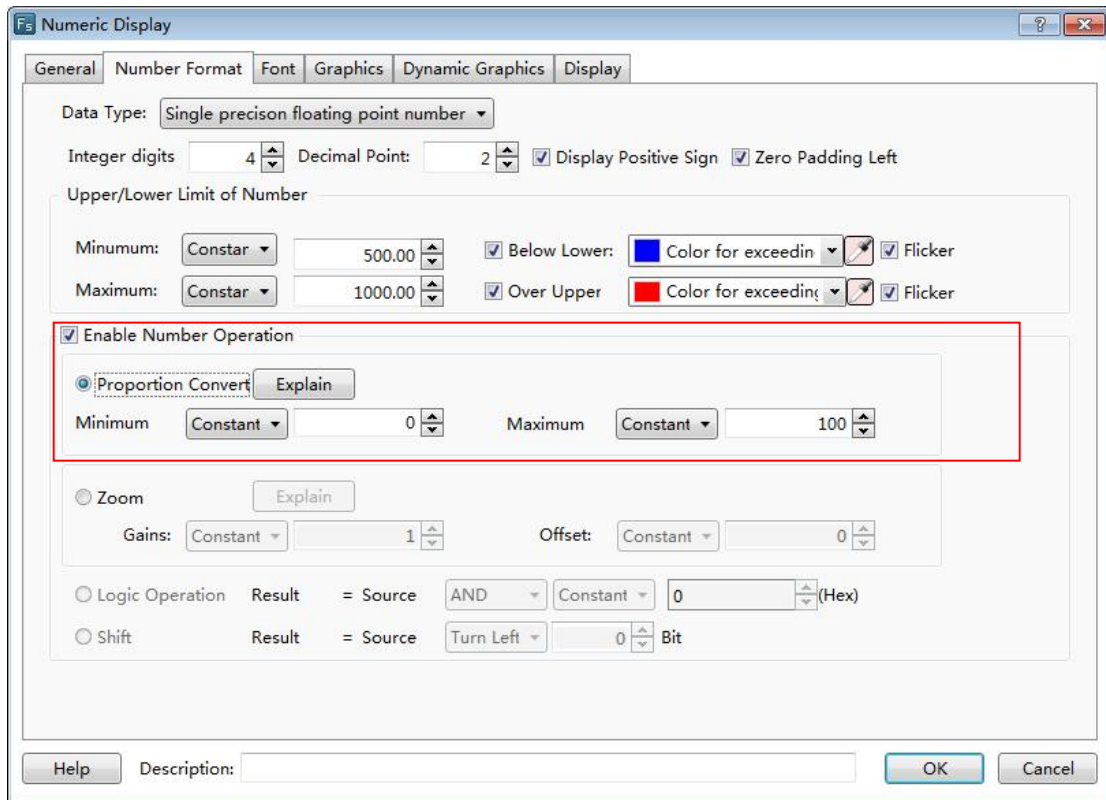 Fs Numeric Display
General Number Format Font Graphics Dynamic Graphics Display
Data Type: Single precison floating point number
Integer digits 4 Decimal Point: 2 Display Positive Sign Zero Padding Left
Upper/Lower Limit of Number
Minumum: Constar 500.00 Below Lower: Color for exceedin Flicker
Maximum: Constar 1000.00 Over Upper Color for exceeding Flicker
Enable Number Operation
Proportion Convert Explain
Minimum Constant 0 Maximum Constant 100
Zoom Explain
Gains: Constant 1 Offset: Constant 0
Logic Operation Result = Source AND Constant 0 (Hex)
Shift Result = Source Turn Left 0 Bit
Help Description: OK Cancel